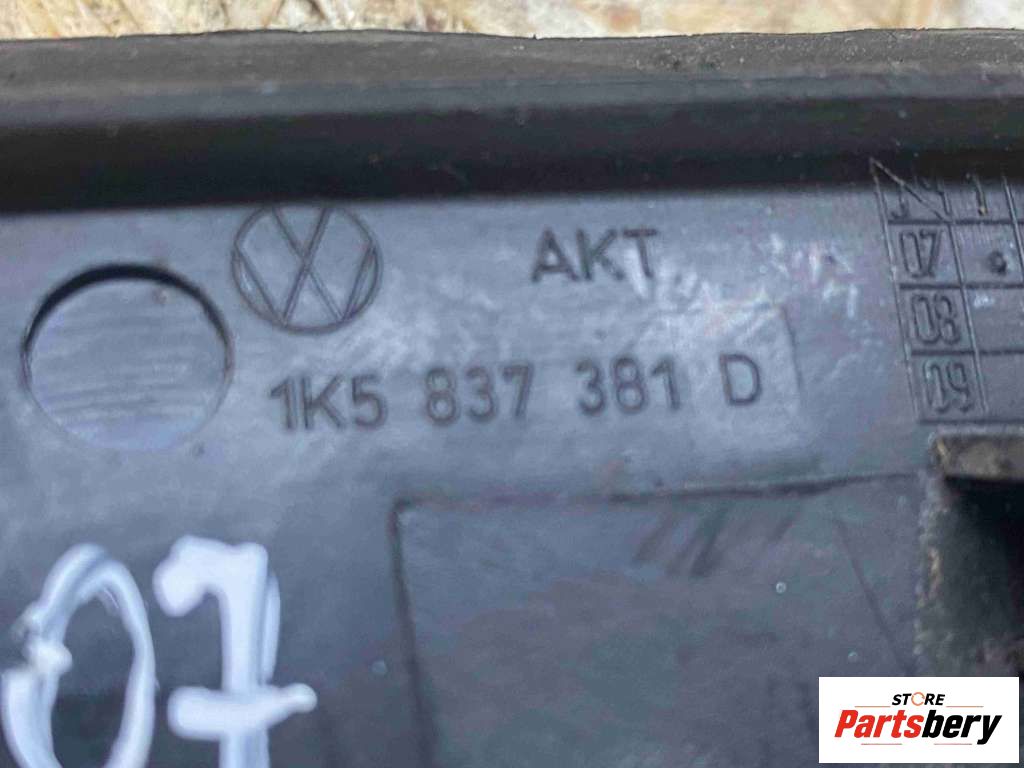 AKT
1K5 837 381 D
07
08
09
07
STORE
Partsbery